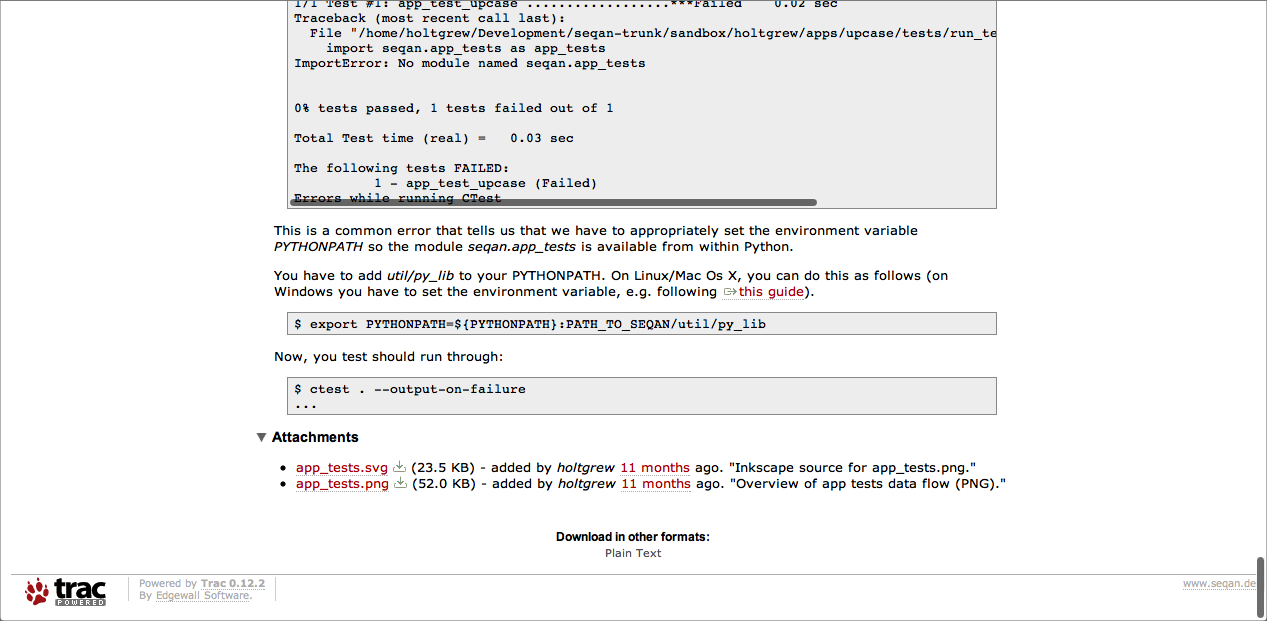 1/1 Test #1: app_test_upcase ..................***Failed    0.02 sec
Traceback (most recent call last):
  File "/home/holtgrew/Development/seqan-trunk/sandbox/holtgrew/apps/upcase/tests/run_te
    import seqan.app_tests as app_tests
ImportError: No module named seqan.app_tests
0% tests passed, 1 tests failed out of 1
Total Test time (real) =   0.03 sec
The following tests FAILED:
          1 - app_test_upcase (Failed)
Errors while running CTest
This is a common error that tells us that we have to appropriately set the environment variable
PYTHONPATH so the module seqan.app_tests is available from within Python.
You have to add util/py_lib to your PYTHONPATH. On Linux/Mac Os X, you can do this as follows (on
Windows you have to set the environment variable, e.g. following this guide).
$ export PYTHONPATH=${PYTHONPATH}:PATH_TO_SEQAN/util/py_lib
Now, you test should run through:
$ ctest . --output-on-failure
...
Attachments
app_tests.svg (23.5 KB) - added by holtgrew 11 months ago. "Inkscape source for app_tests.png."
app_tests.png (52.0 KB) - added by holtgrew 11 months ago. "Overview of app tests data flow (PNG)."
Download in other formats:
Plain Text
trac
POWERED
Powered by Trac 0.12.2
By Edgewall Software.
www.seqan.de